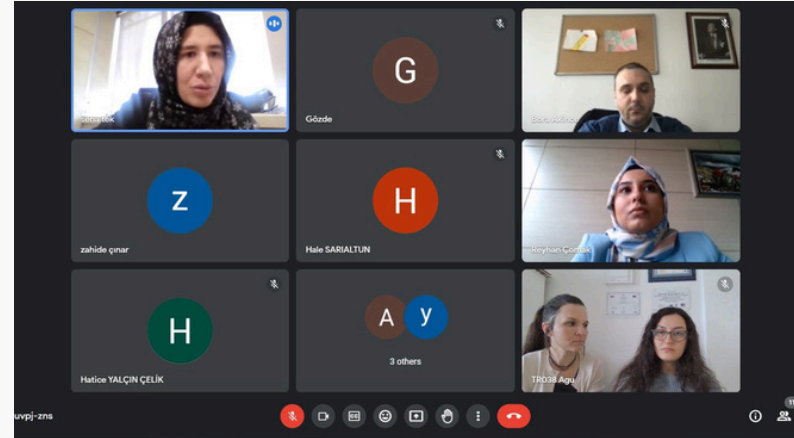 G
Gözde
z
zahide çınar
H
Hale SARIALTUN
Reyhan Çomak
H
Hatice YALÇIN ÇELİK
A y
3 others
TR038 Agu
uvpj-zns
11